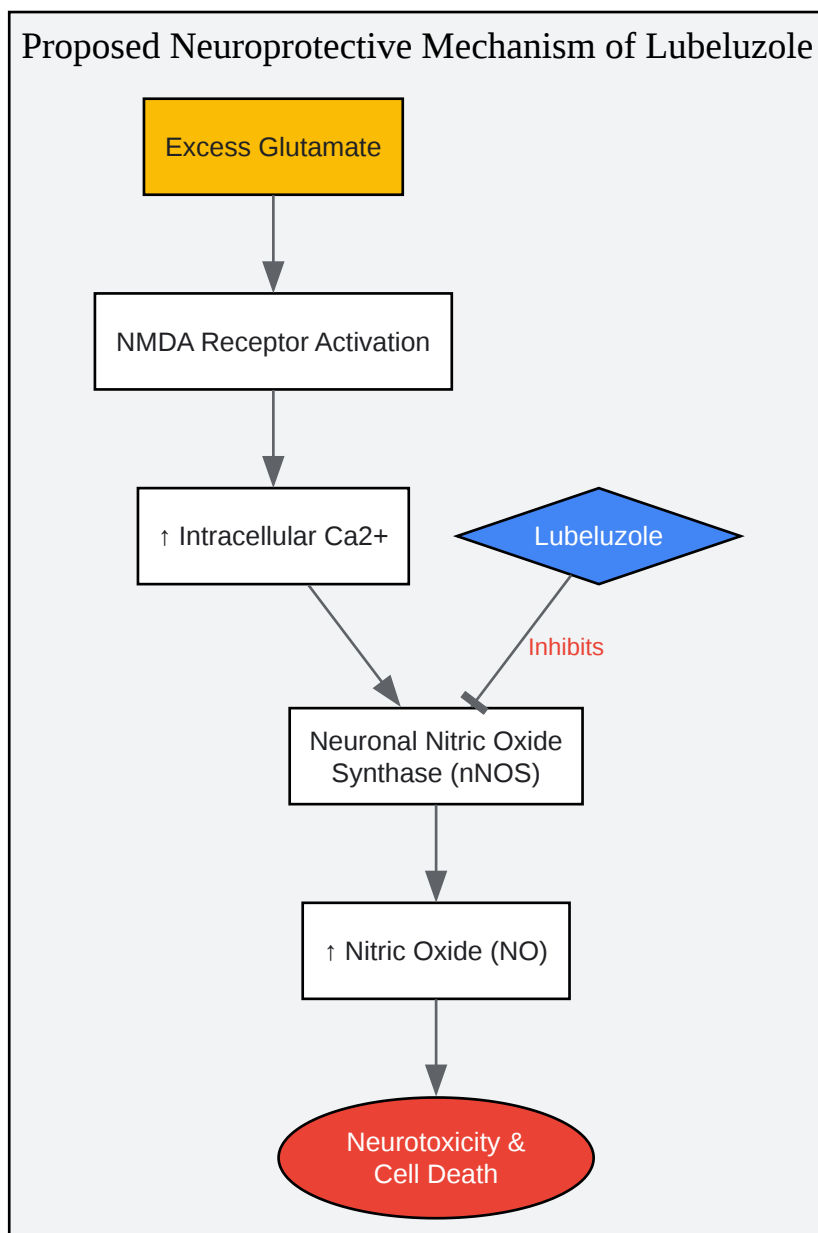 Proposed Neuroprotective Mechanism of Lubeluzole
Excess Glutamate
NMDA Receptor Activation
↑ Intracellular Ca2+
Lubeluzole
Inhibits
Neuronal Nitric Oxide
Synthase (nNOS)
↑ Nitric Oxide (NO)
Neurotoxicity &
Cell Death